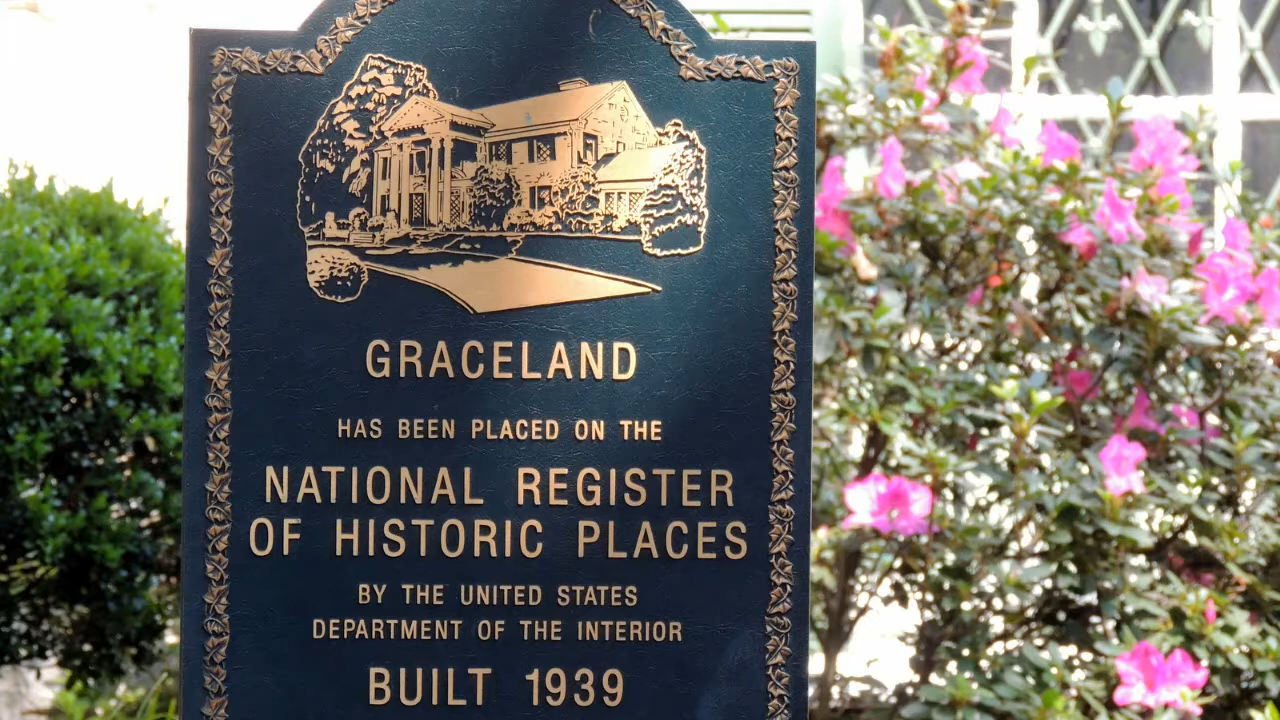 GRACELAND
HAS BEEN PLACED ON THE
NATIONAL REGISTER
OF HISTORIC PLACES
BY THE UNITED STATES
DEPARTMENT OF THE INTERIOR
BUILT 1939